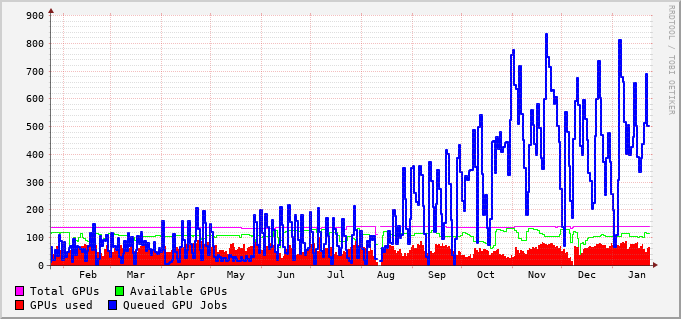 900
800
700
600
500
400
300
200
100
0
Feb Mar Apr May Jun Jul Aug Sep Oct Nov Dec Jan
Total GPUs Available GPUs
GPUs used Queued GPU Jobs
RRDTOOL / TOBI OETIKER